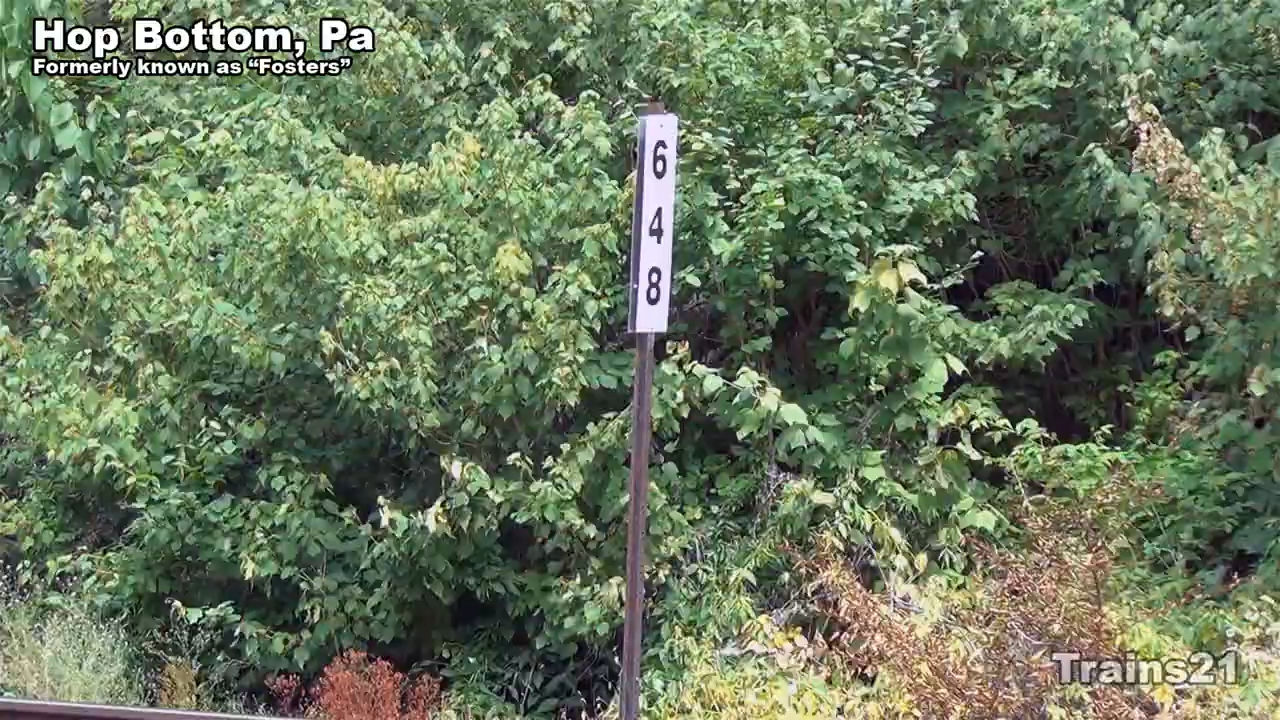 Hop Bottom, Pa
Formerly known as “Fosters”
6
4
8
Trains21